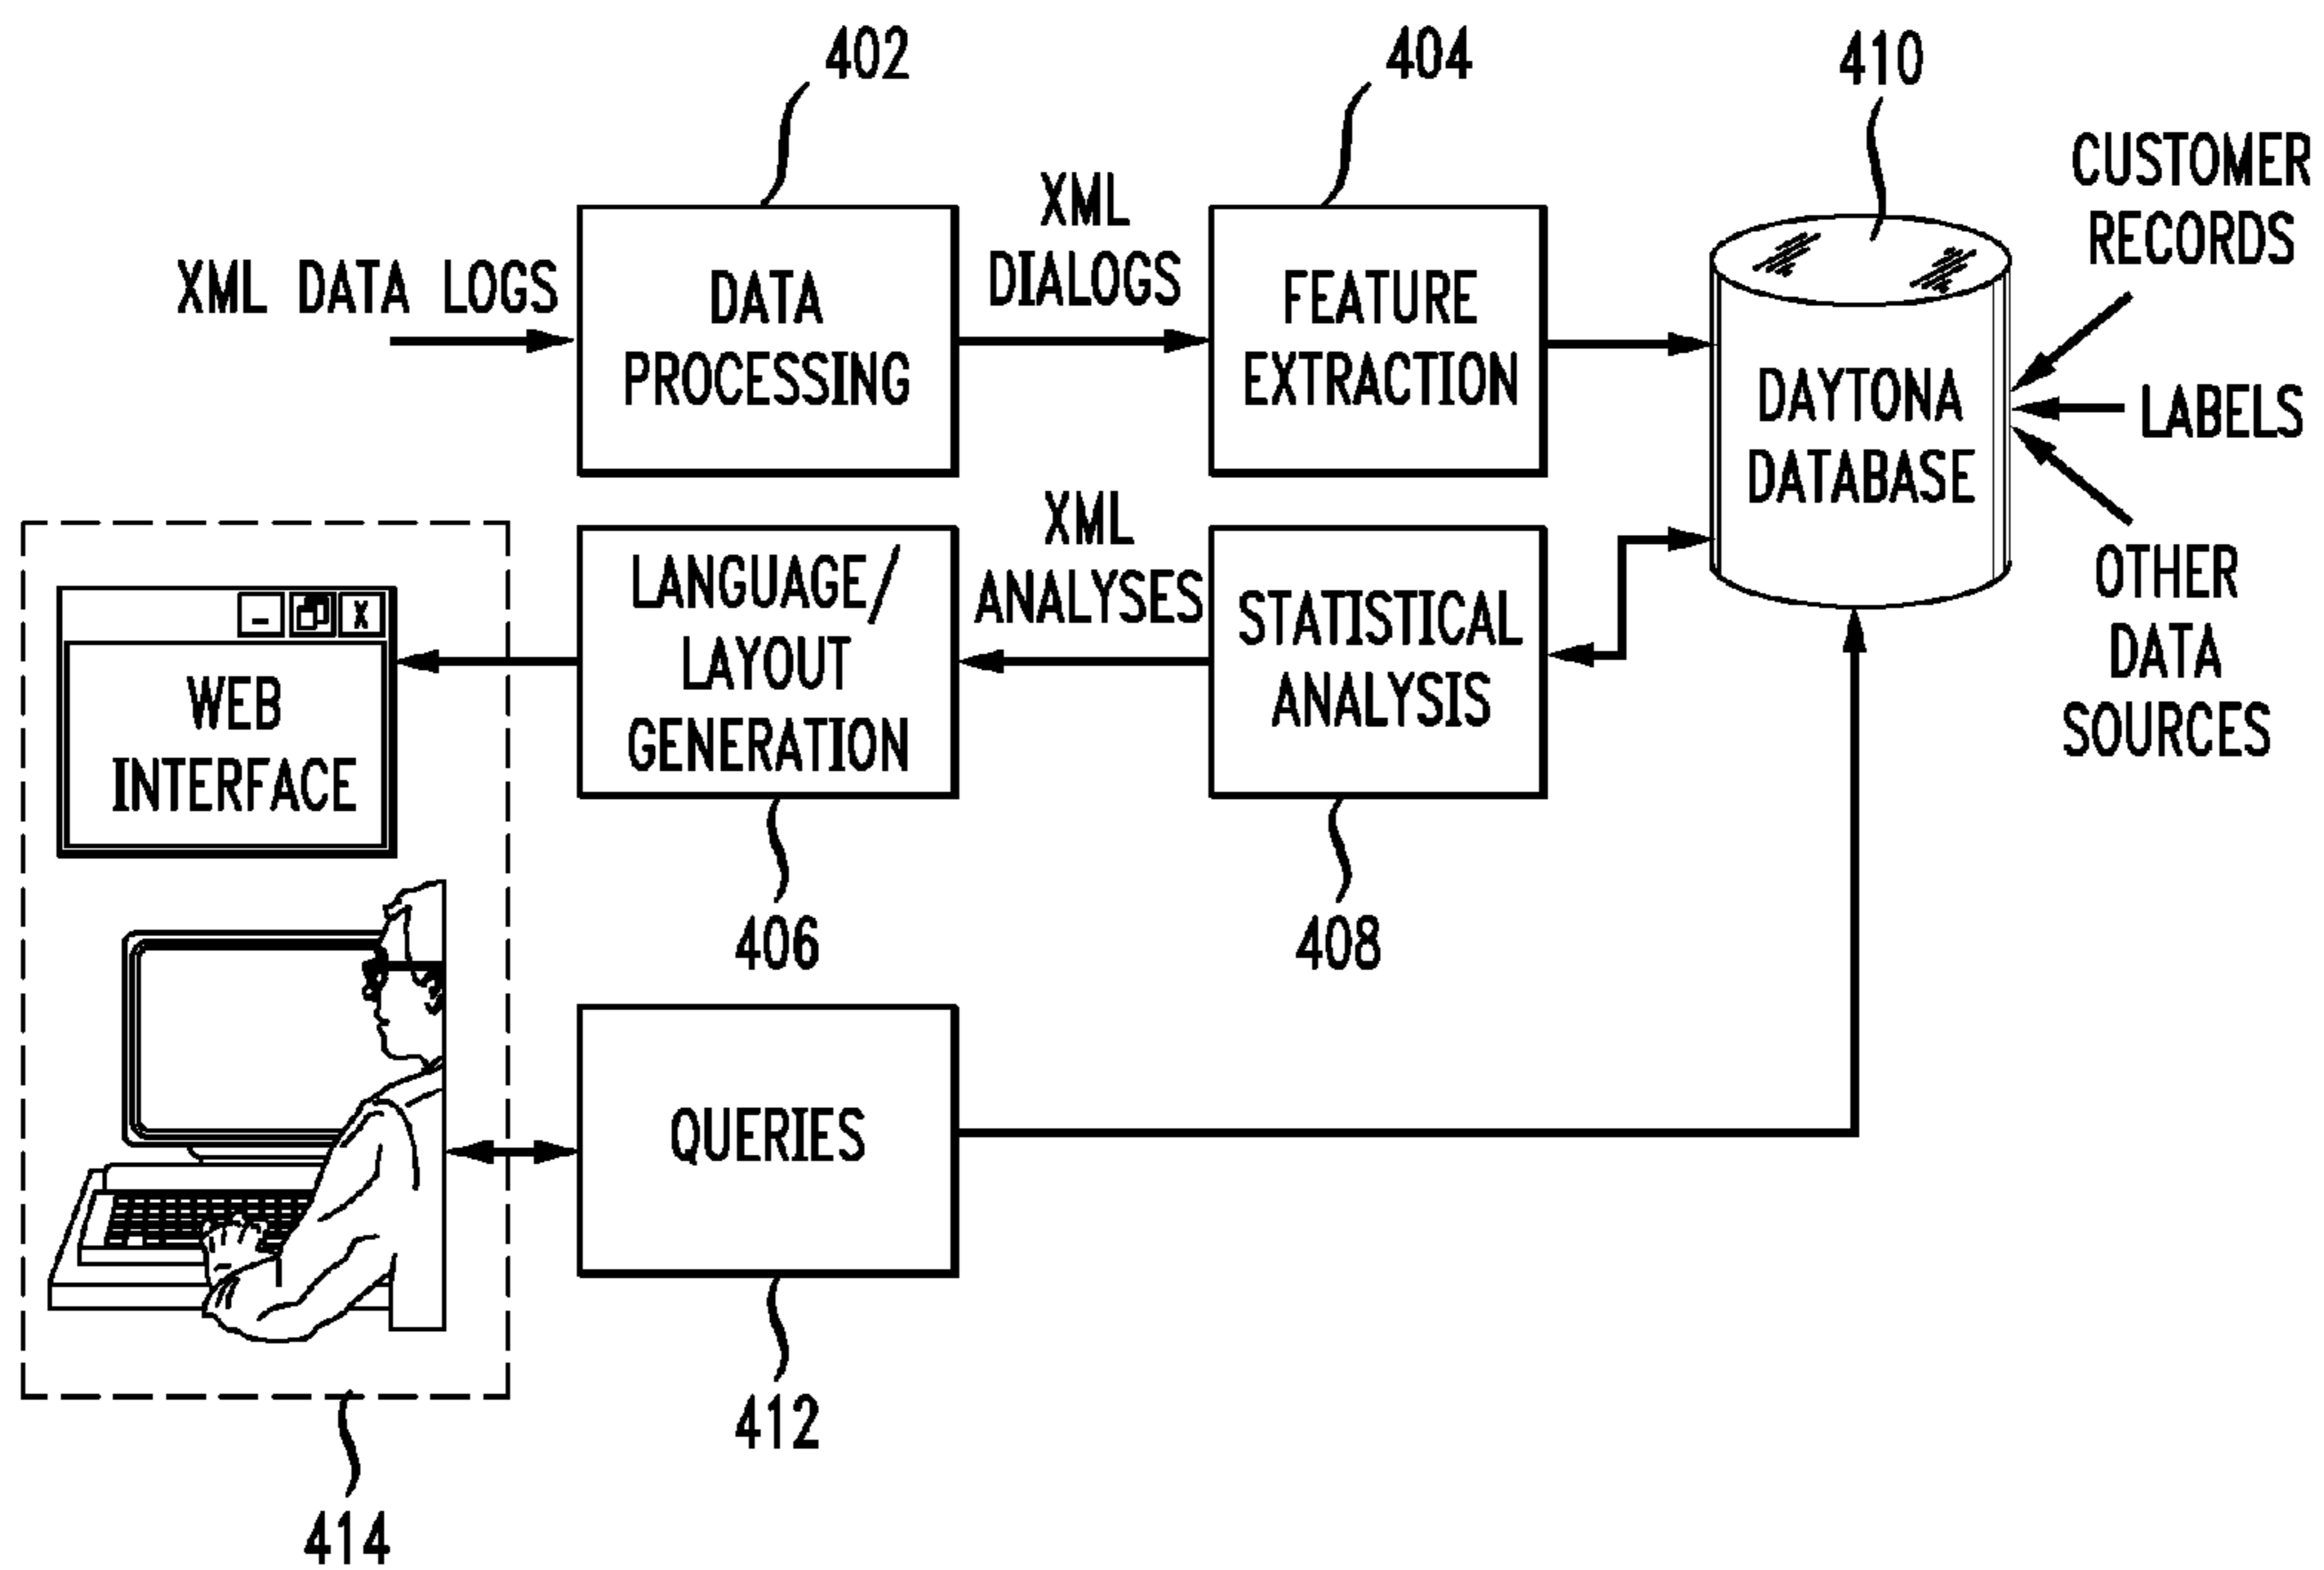 402
404
410
CUSTOMER
RECORDS
XML
DIALOGS
XML DATA LOGS
DATA
PROCESSING
FEATURE
EXTRACTION
DAYTONA
DATABASE
LABELS
XML
ANALYSES
LANGUAGE/
LAYOUT
GENERATION
STATISTICAL
ANALYSIS
OTHER
DATA
SOURCES
X
WEB
INTERFACE
406
408
QUERIES
412
414